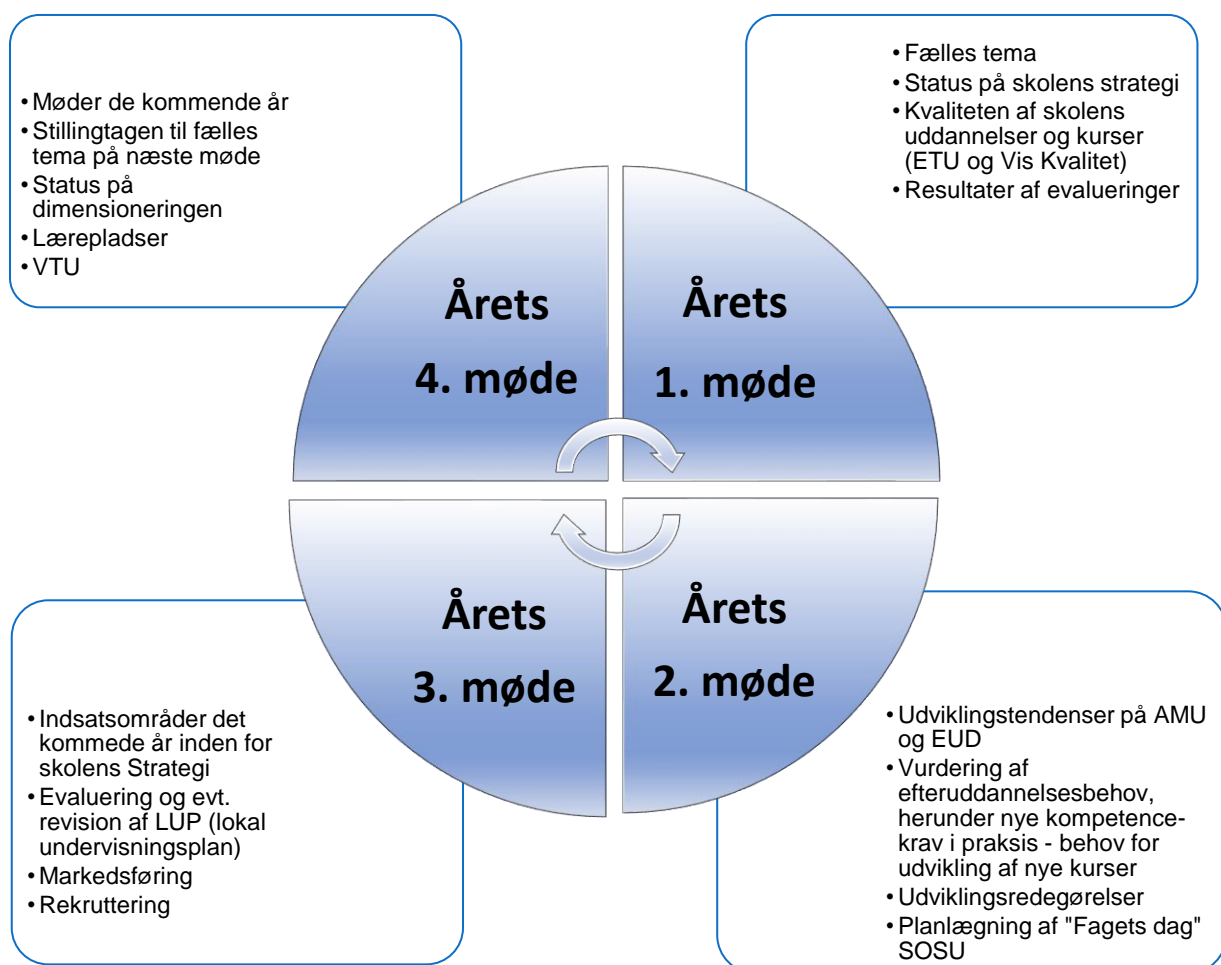 • Møder de kommende år
• Stillingtagen til fælles
tema på næste møde
• Status på
dimensioneringen
• Lærepladser
• VTU
• Fælles tema
• Status på skolens strategi
• Kvaliteten af skolens
uddannelser og kurser
(ETU og Vis Kvalitet)
• Resultater af evalueringer
Årets
4. møde
Årets
1. møde
Årets
3. møde
Årets
2. møde
• Indsatsområder det
kommede år inden for
skolens Strategi
• Evaluering og evt.
revision af LUP (lokal
undervisningsplan)
• Markedsføring
• Rekruttering
• Udviklingstendenser på AMU
og EUD
• Vurdering af
efteruddannelsesbehov,
herunder nye kompetence-
krav i praksis - behov for
udvikling af nye kurser
• Udviklingsredegørelser
• Planlægning af "Fagets dag"
SOSU